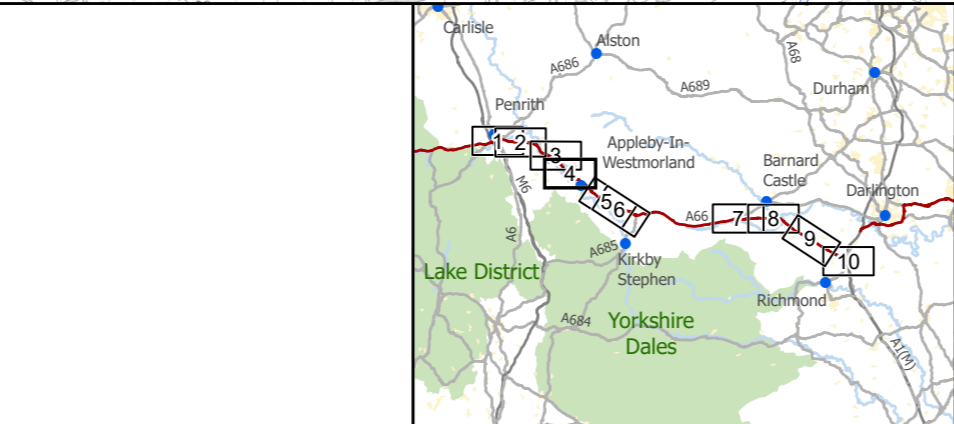 Carlisle
Alston
A686
A68
A689
Durham
Penrith
1
2
3
4
Appleby-In-
Westmorland
Barnard
Castle
Darlington
M6
5
6
A66
7
8
9
10
A6
A685
Kirkby
Stephen
Lake District
Richmond
A684
Yorkshire
Dales
A1(M)